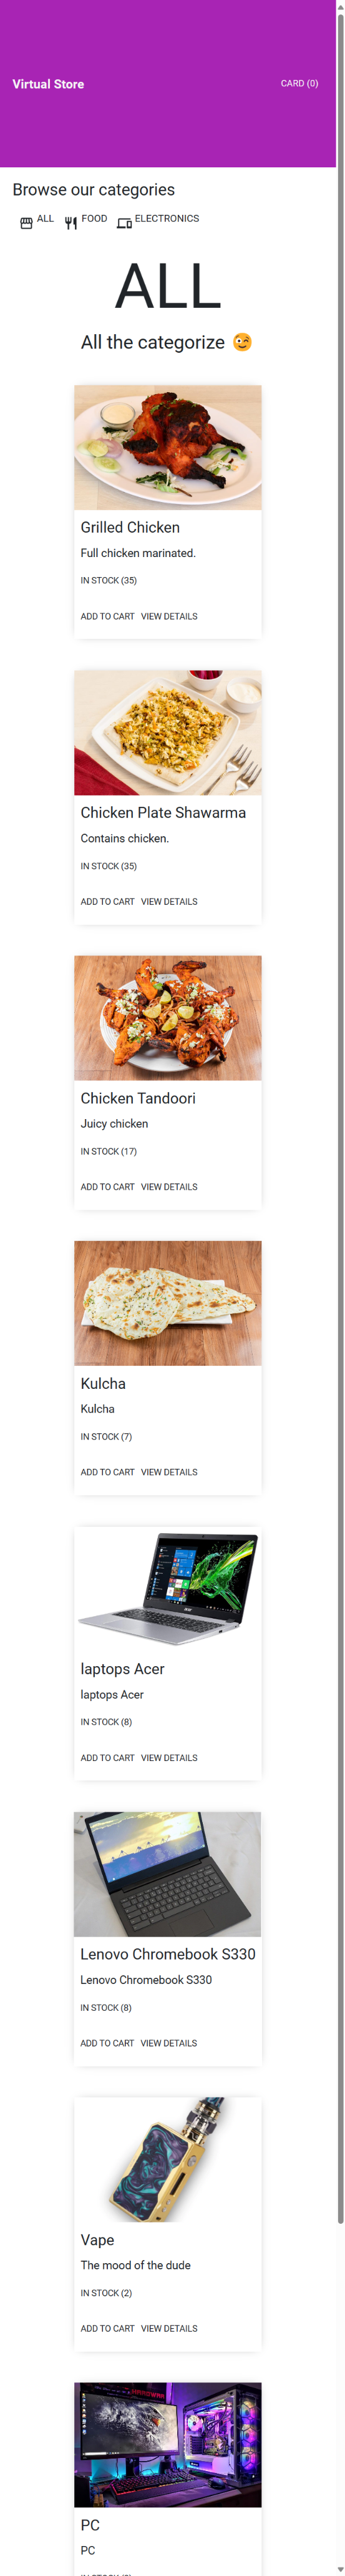 Virtual Store
CARD (0)
Browse our categories
ALL
FOOD
ELECTRONICS
ALL
All the categorize 😉
Grilled Chicken
Full chicken marinated.
IN STOCK (35)
ADD TO CART VIEW DETAILS
Chicken Plate Shawarma
Contains chicken.
IN STOCK (35)
ADD TO CART VIEW DETAILS
Chicken Tandoori
Juicy chicken
IN STOCK (17)
ADD TO CART VIEW DETAILS
Kulcha
Kulcha
IN STOCK (7)
ADD TO CART VIEW DETAILS
laptops Acer
laptops Acer
IN STOCK (8)
ADD TO CART VIEW DETAILS
Lenovo Chromebook S330
Lenovo Chromebook S330
IN STOCK (8)
ADD TO CART VIEW DETAILS
Vape
The mood of the dude
IN STOCK (2)
ADD TO CART VIEW DETAILS
PC
PC